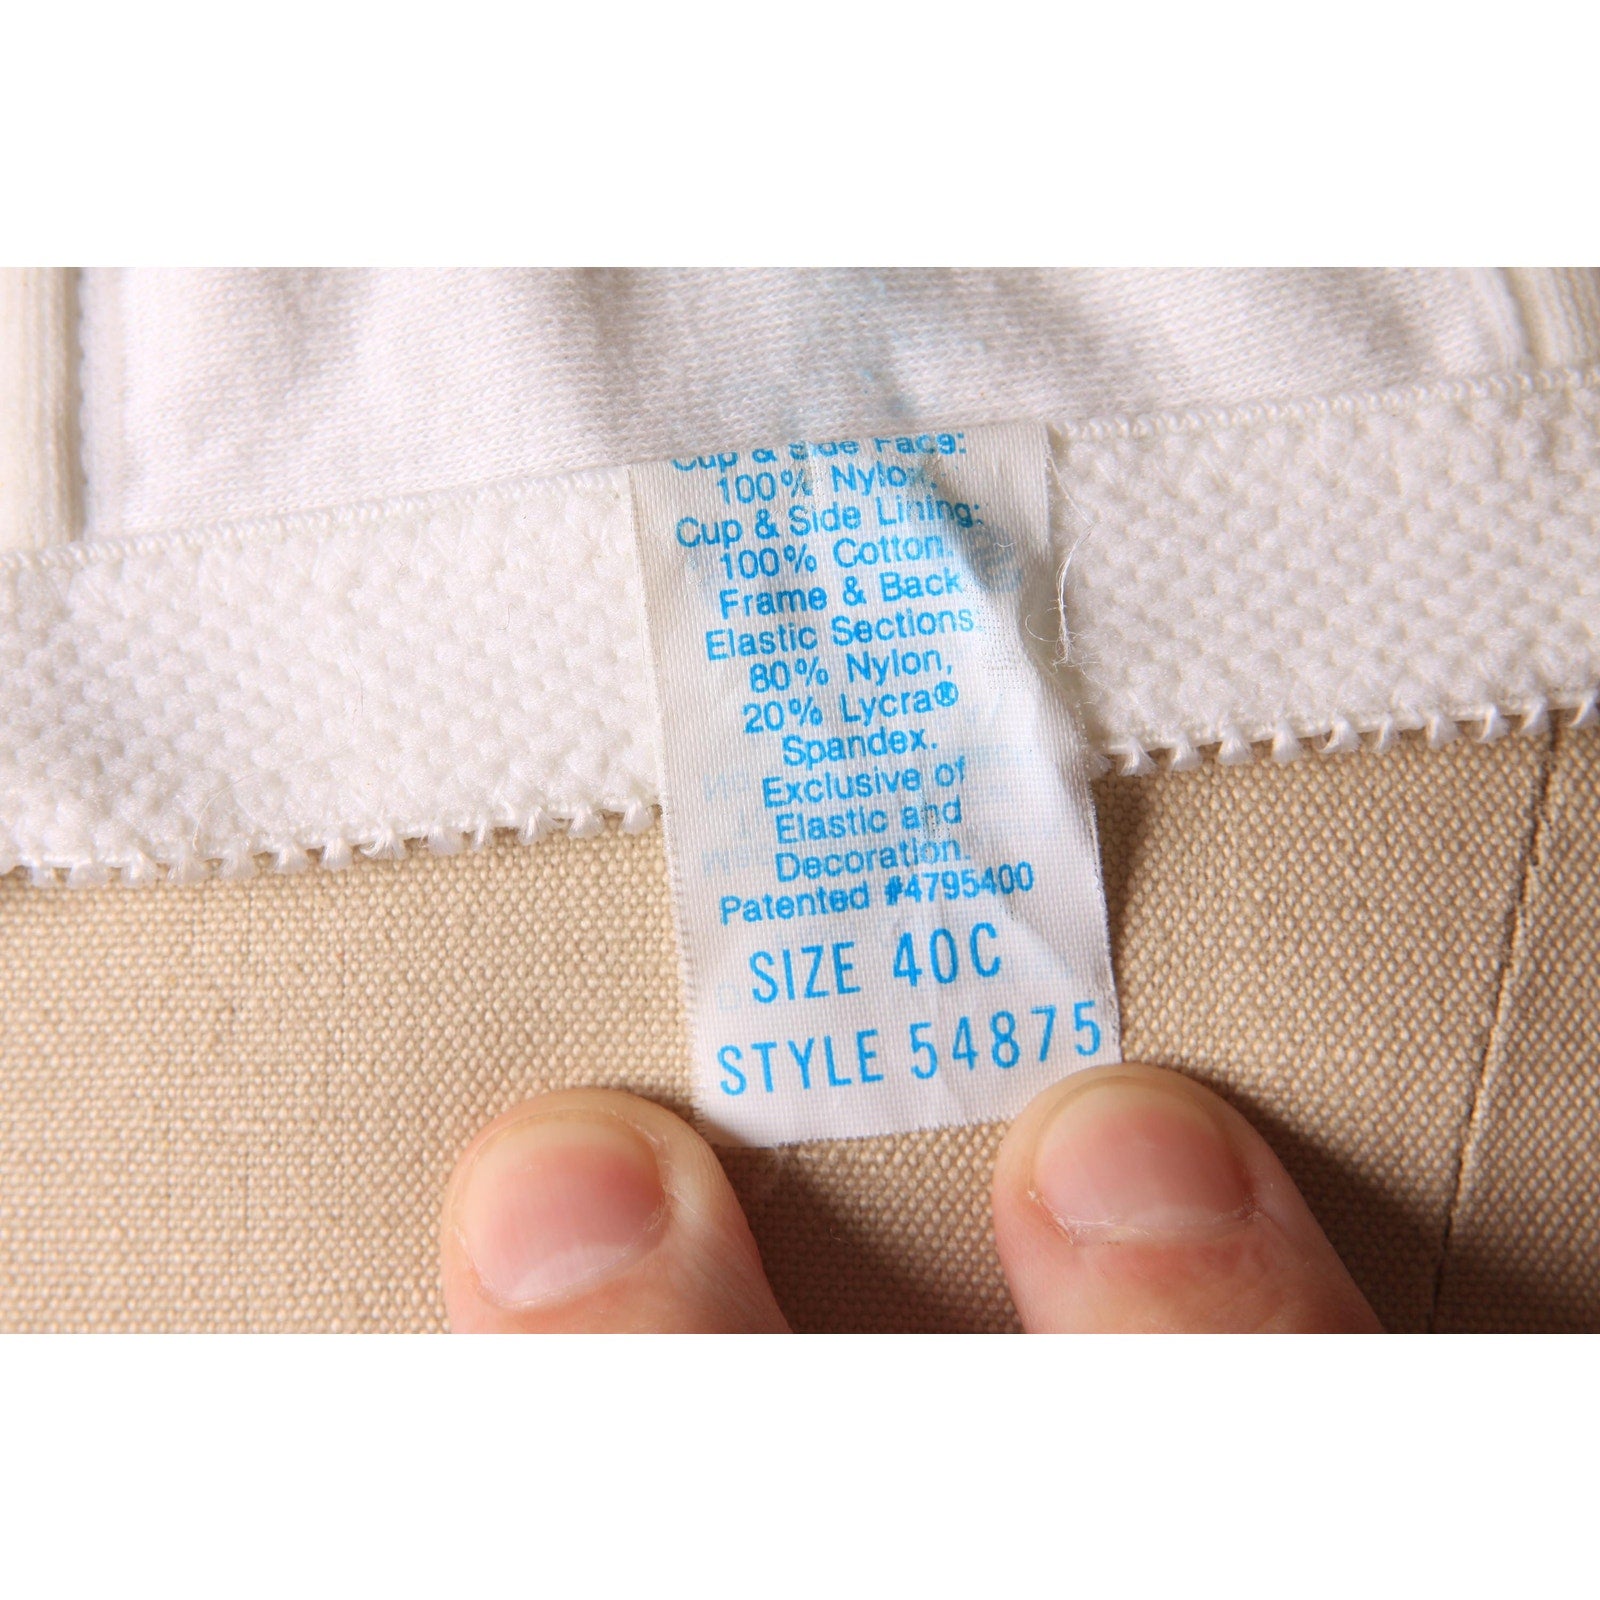 Cup & Side Face:
100% Nylon.
Cup & Side Lining:
100% Cotton.
Frame & Back
Elastic Sections:
80% Nylon,
20% Lycra®
Spandex.
Exclusive of
Elastic and
Decoration.
Patented #4795400
SIZE 40C
STYLE 54875